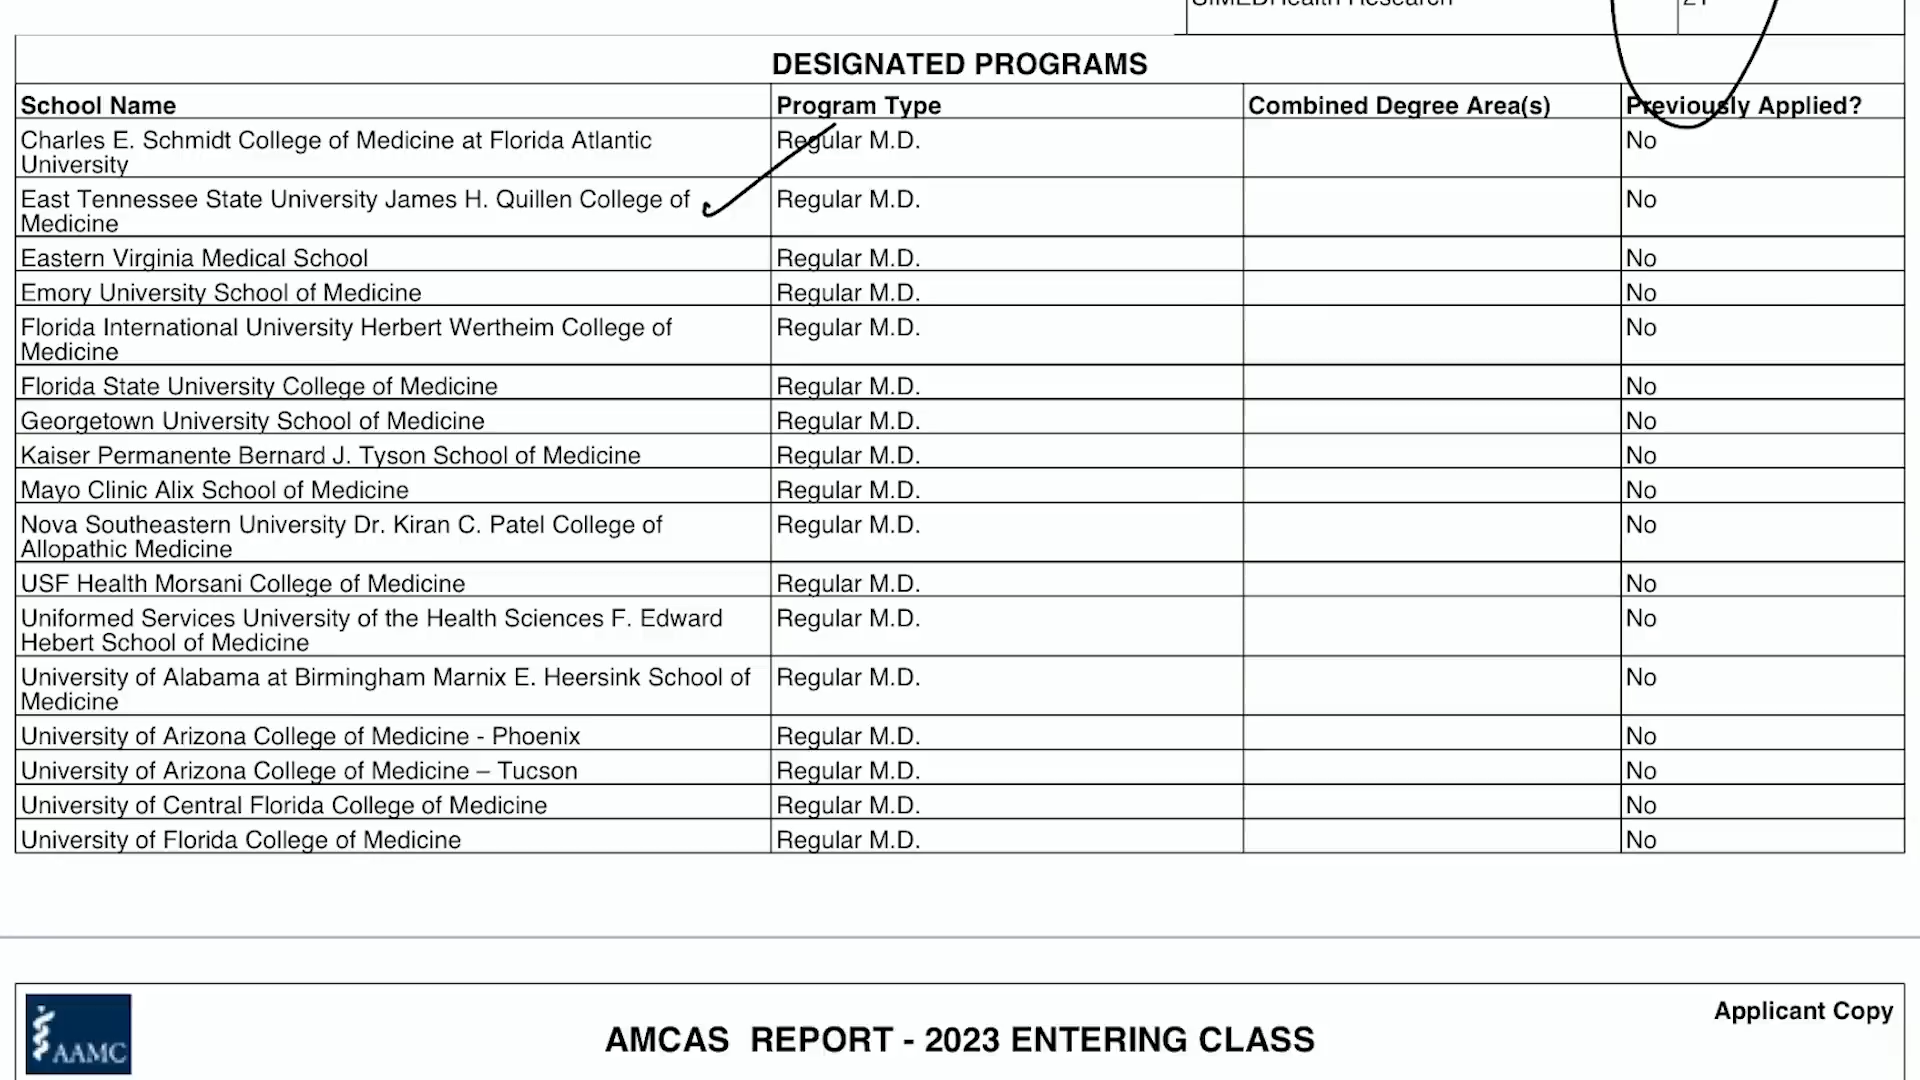 SIMEDHealth Research 21
DESIGNATED PROGRAMS
School Name Program Type Combined Degree Area(s) Previously Applied?
Charles E. Schmidt College of Medicine at Florida Atlantic Regular M.D. No
University
East Tennessee State University James H. Quillen College of Regular M.D. No
Medicine
Eastern Virginia Medical School Regular M.D. No
Emory University School of Medicine Regular M.D. No
Florida International University Herbert Wertheim College of Regular M.D. No
Medicine
Florida State University College of Medicine Regular M.D. No
Georgetown University School of Medicine Regular M.D. No
Kaiser Permanente Bernard J. Tyson School of Medicine Regular M.D. No
Mayo Clinic Alix School of Medicine Regular M.D. No
Nova Southeastern University Dr. Kiran C. Patel College of Regular M.D. No
Allopathic Medicine
USF Health Morsani College of Medicine Regular M.D. No
Uniformed Services University of the Health Sciences F. Edward Regular M.D. No
Hebert School of Medicine
University of Alabama at Birmingham Marnix E. Heersink School of Regular M.D. No
Medicine
University of Arizona College of Medicine - Phoenix Regular M.D. No
University of Arizona College of Medicine – Tucson Regular M.D. No
University of Central Florida College of Medicine Regular M.D. No
University of Florida College of Medicine Regular M.D. No
Applicant Copy
AAMC
AMCAS REPORT - 2023 ENTERING CLASS